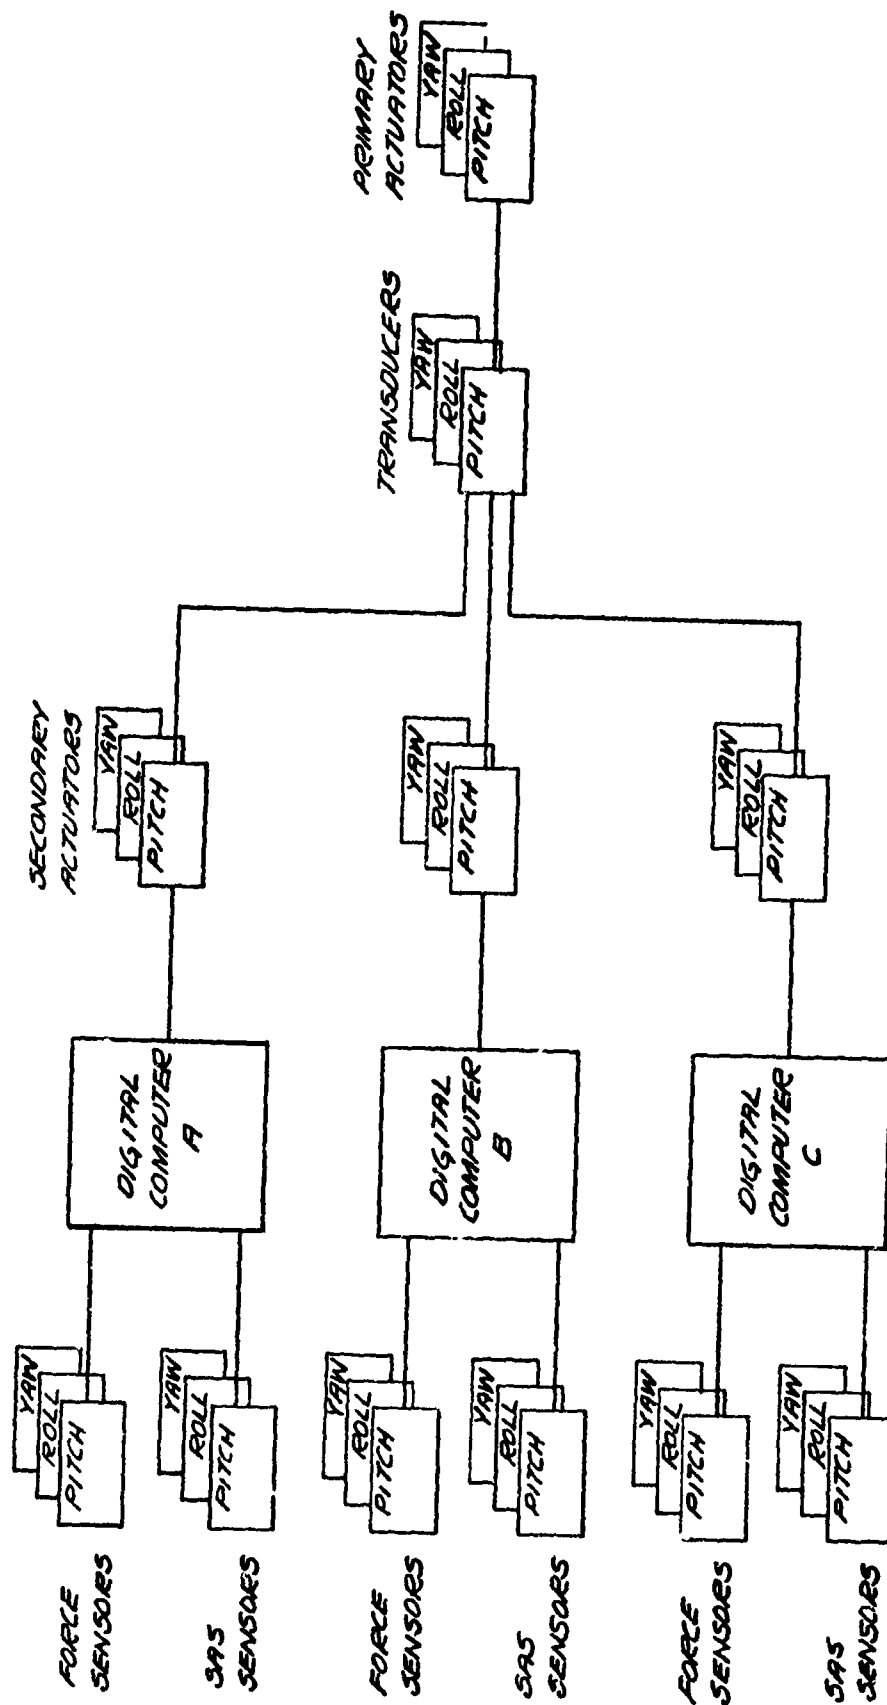 FORCE
SENSORS
YAW
ROLL
PITCH
SAS
SENSORS
YAW
ROLL
PITCH
DIGITAL
COMPUTER
A
SECONDARY
ACTUATORS
YAW
ROLL
PITCH
FORCE
SENSORS
YAW
ROLL
PITCH
SAS
SENSORS
YAW
ROLL
PITCH
DIGITAL
COMPUTER
B
YAW
ROLL
PITCH
TRANSDUCERS
YAW
ROLL
PITCH
PRIMARY
ACTUATORS
YAW
ROLL
PITCH
FORCE
SENSORS
YAW
ROLL
PITCH
SAS
SENSORS
YAW
ROLL
PITCH
DIGITAL
COMPUTER
C
YAW
ROLL
PITCH